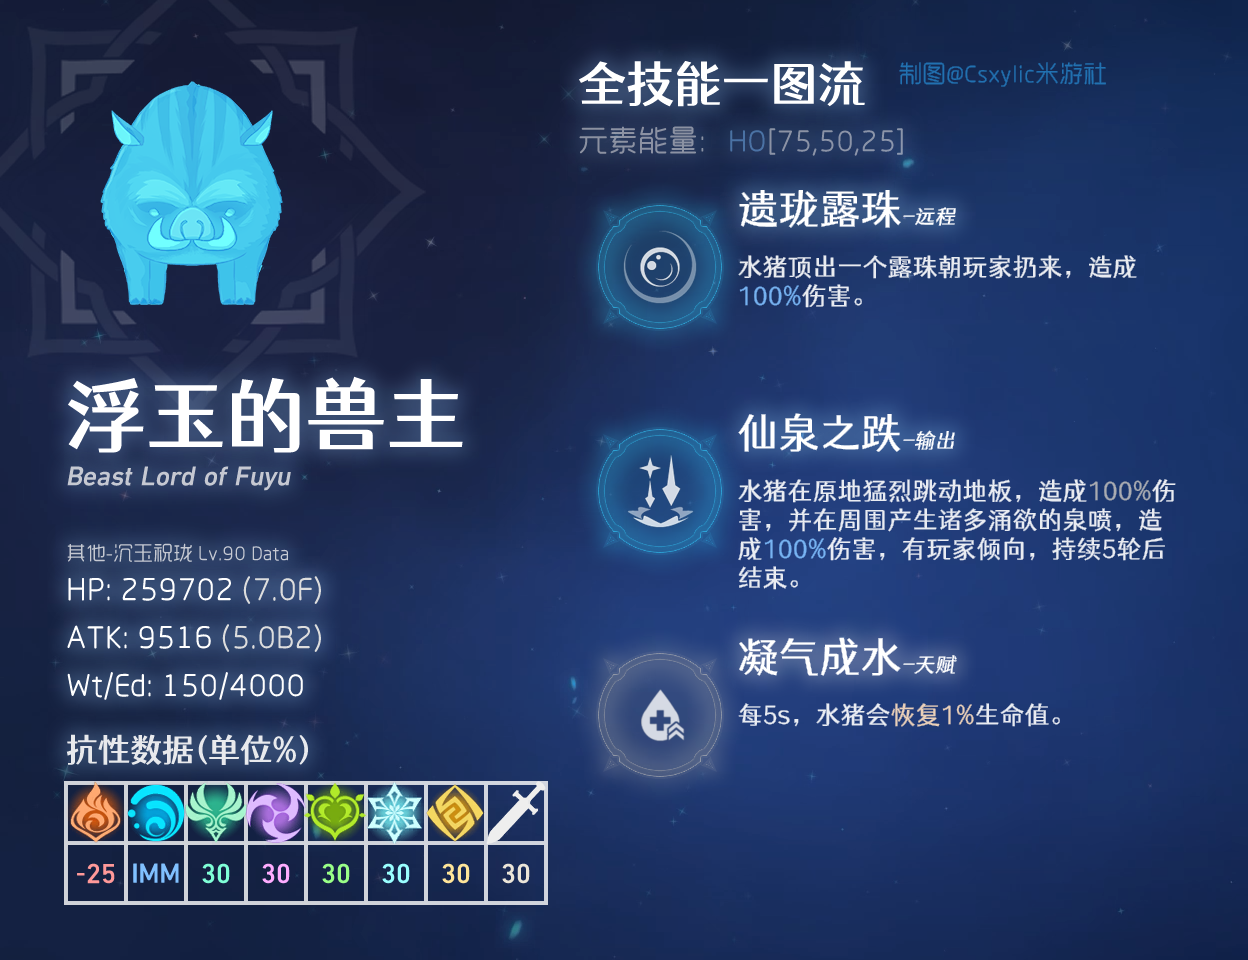 全技能一图流
制图@Csxylic米游社
元素能量： HO[75,50,25]
遗珑露珠-远程
水猪顶出一个露珠朝玩家扔来，造成
100%伤害。
仙泉之跌-输出
水猪在原地猛烈跳动地板，造成100%伤
害，并在周围产生诸多涌欲的泉喷，造
成100%伤害，有玩家倾向，持续5轮后
结束。
凝气成水-天赋
每5s，水猪会恢复1%生命值。
浮玉的兽主
Beast Lord of Fuyu
其他-沉玉祝珑 Lv.90 Data
HP: 259702 (7.0F)
ATK: 9516 (5.0B2)
Wt/Ed: 150/4000
抗性数据(单位%)
-25 IMM 30 30 30 30 30 30